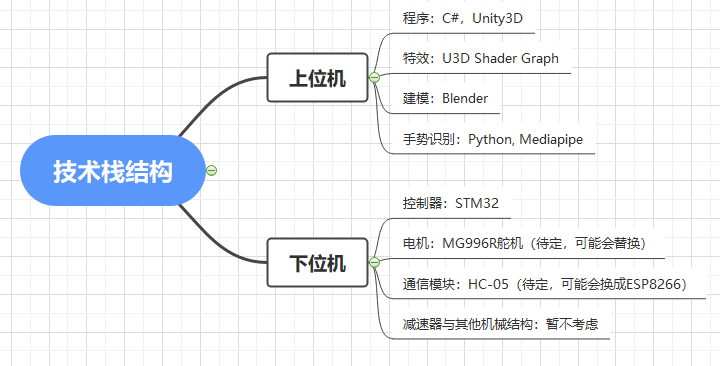 技术栈结构
上位机
程序：C#，Unity3D
特效：U3D Shader Graph
建模：Blender
手势识别：Python, Mediapipe
下位机
控制器：STM32
电机：MG996R舵机（待定，可能会替换）
通信模块：HC-05（待定，可能会换成ESP8266）
减速器与其他机械结构：暂不考虑